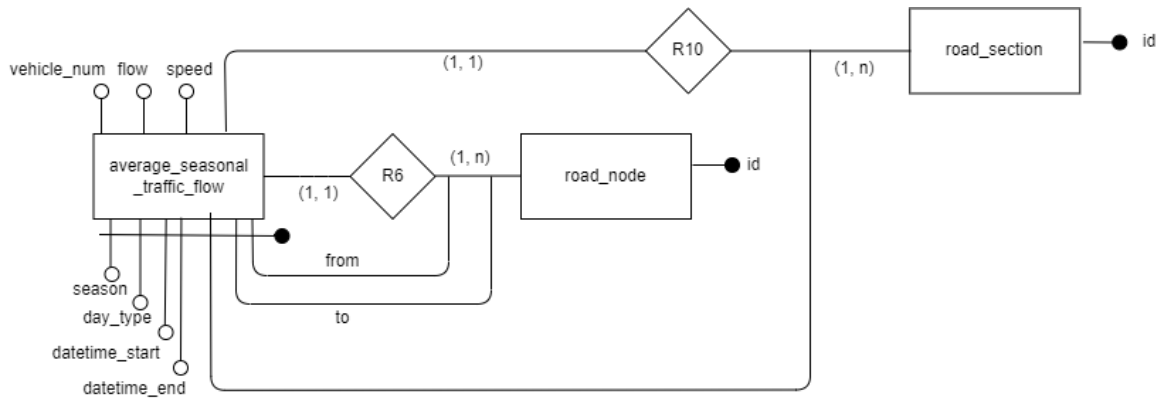 R10
road_section
id
(1, 1)
(1, n)
vehicle_num
flow
speed
average_seasonal
_traffic_flow
(1, 1)
R6
(1, n)
road_node
id
from
to
season
day_type
datetime_start
datetime_end